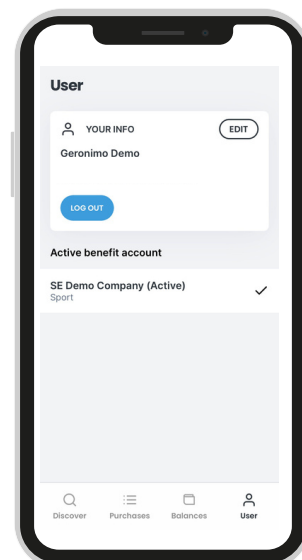 User
YOUR INFO
EDIT
Geronimo Demo
LOG OUT
Active benefit account
SE Demo Company (Active)
Sport
Discover
Purchases
Balances
User